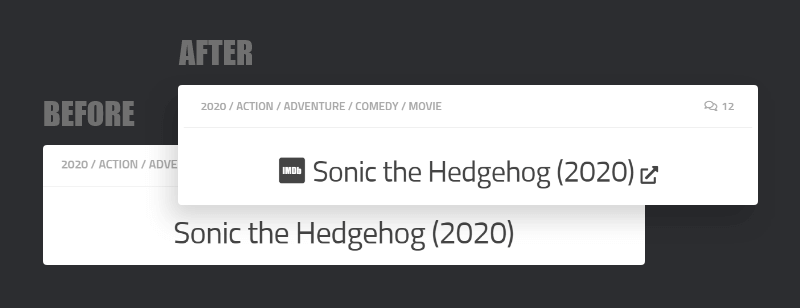 AFTER
2020 / ACTION / ADVENTURE / COMEDY / MOVIE
12
IMDb Sonic the Hedgehog (2020)
BEFORE
2020 / ACTION / ADVE
Sonic the Hedgehog (2020)